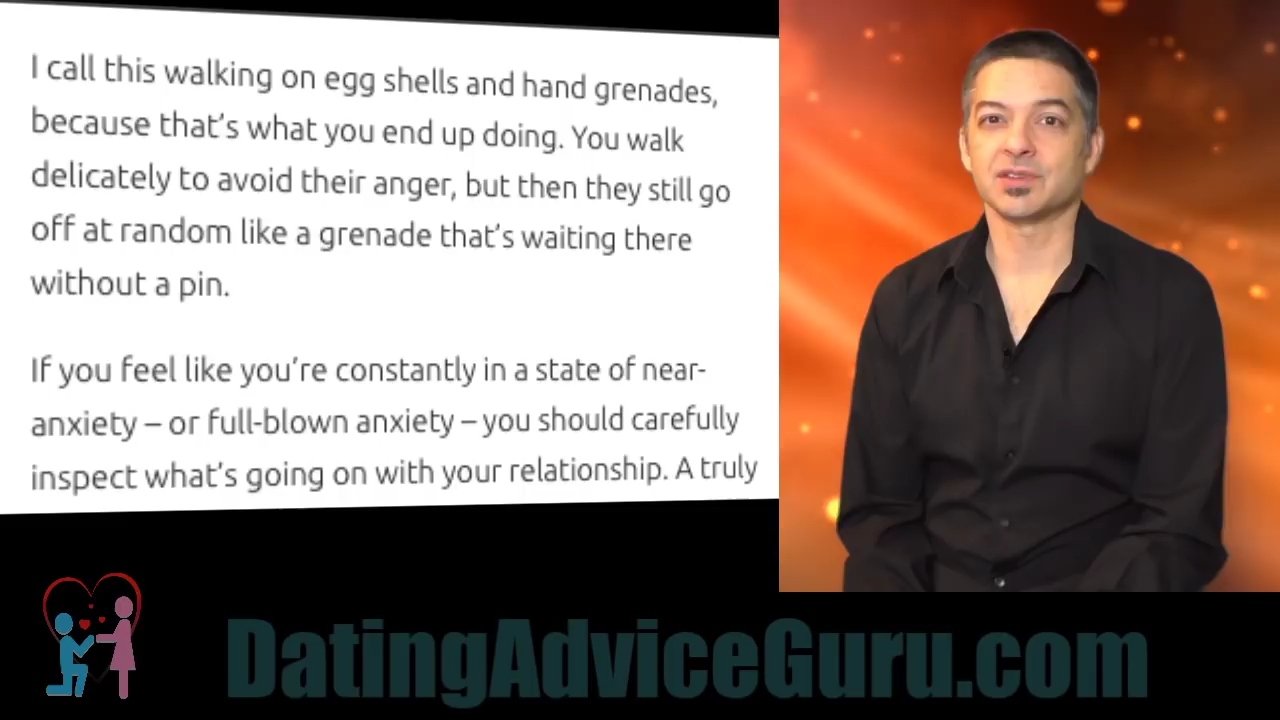 I call this walking on egg shells and hand grenades,
because that's what you end up doing. You walk
delicately to avoid their anger, but then they still go
off at random like a grenade that's waiting there
without a pin.
If you feel like you're constantly in a state of near-
anxiety – or full-blown anxiety – you should carefully
inspect what's going on with your relationship. A truly
DatingAdviceGuru.com